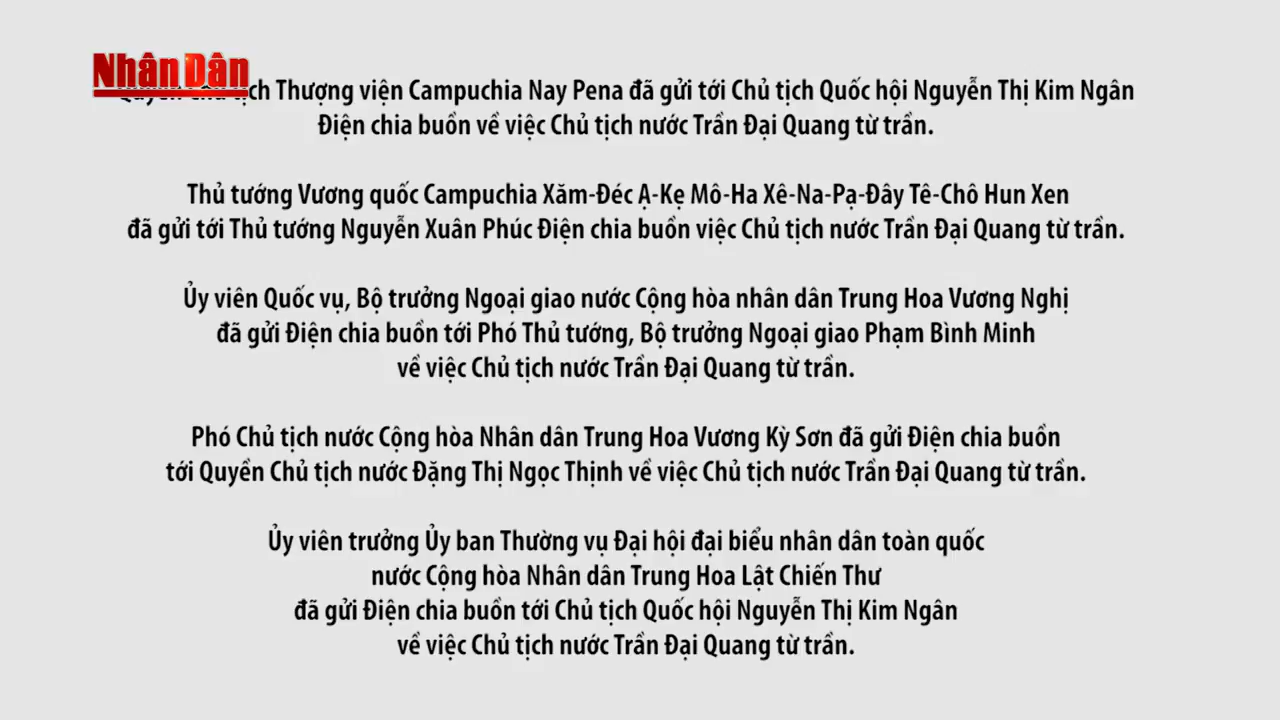 Nhân Dân
Quyền Chủ tịch Thượng viện Campuchia Nay Pena đã gửi tới Chủ tịch Quốc hội Nguyễn Thị Kim Ngân
Điện chia buồn về việc Chủ tịch nước Trần Đại Quang từ trần.
Thủ tướng Vương quốc Campuchia Xăm-Đéc Ạ-Kẹ Mô-Ha Xê-Na-Pạ-Đây Tê-Chô Hun Xen
đã gửi tới Thủ tướng Nguyễn Xuân Phúc Điện chia buồn việc Chủ tịch nước Trần Đại Quang từ trần.
Ủy viên Quốc vụ, Bộ trưởng Ngoại giao nước Cộng hòa nhân dân Trung Hoa Vương Nghị
đã gửi Điện chia buồn tới Phó Thủ tướng, Bộ trưởng Ngoại giao Phạm Bình Minh
về việc Chủ tịch nước Trần Đại Quang từ trần.
Phó Chủ tịch nước Cộng hòa Nhân dân Trung Hoa Vương Kỳ Sơn đã gửi Điện chia buồn
tới Quyền Chủ tịch nước Đặng Thị Ngọc Thịnh về việc Chủ tịch nước Trần Đại Quang từ trần.
Ủy viên trưởng Ủy ban Thường vụ Đại hội đại biểu nhân dân toàn quốc
nước Cộng hòa Nhân dân Trung Hoa Lật Chiến Thư
đã gửi Điện chia buồn tới Chủ tịch Quốc hội Nguyễn Thị Kim Ngân
về việc Chủ tịch nước Trần Đại Quang từ trần.